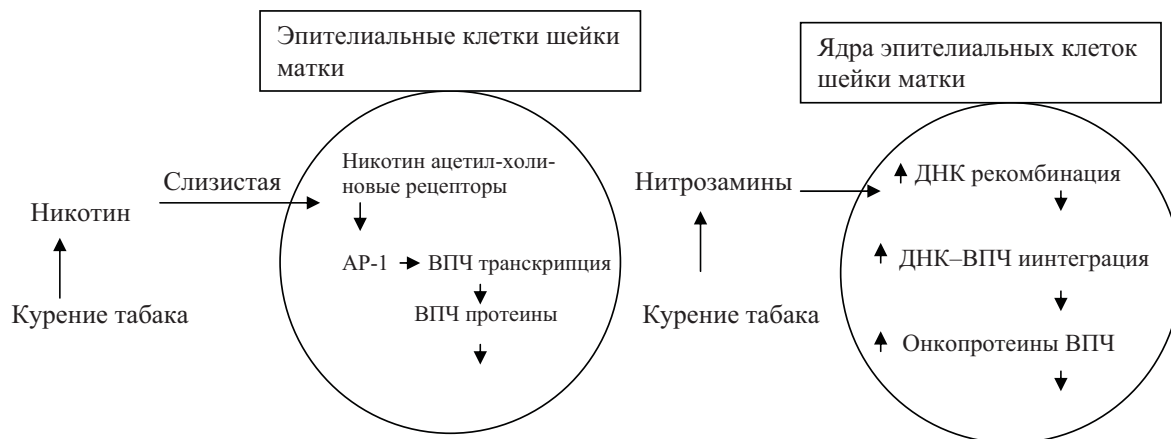 Эпителиальные клетки шейки
матки
Никотин ацетил-холи-
новые рецепторы
Слизистая
Никотин
АР-1
ВПЧ транскрипция
ВПЧ протеины
Курение табака
Ядра эпителиальных клеток
шейки матки
Нитрозамины
ДНК рекомбинация
ДНК–ВПЧ иинтеграция
Курение табака
Онкопротеины ВПЧ